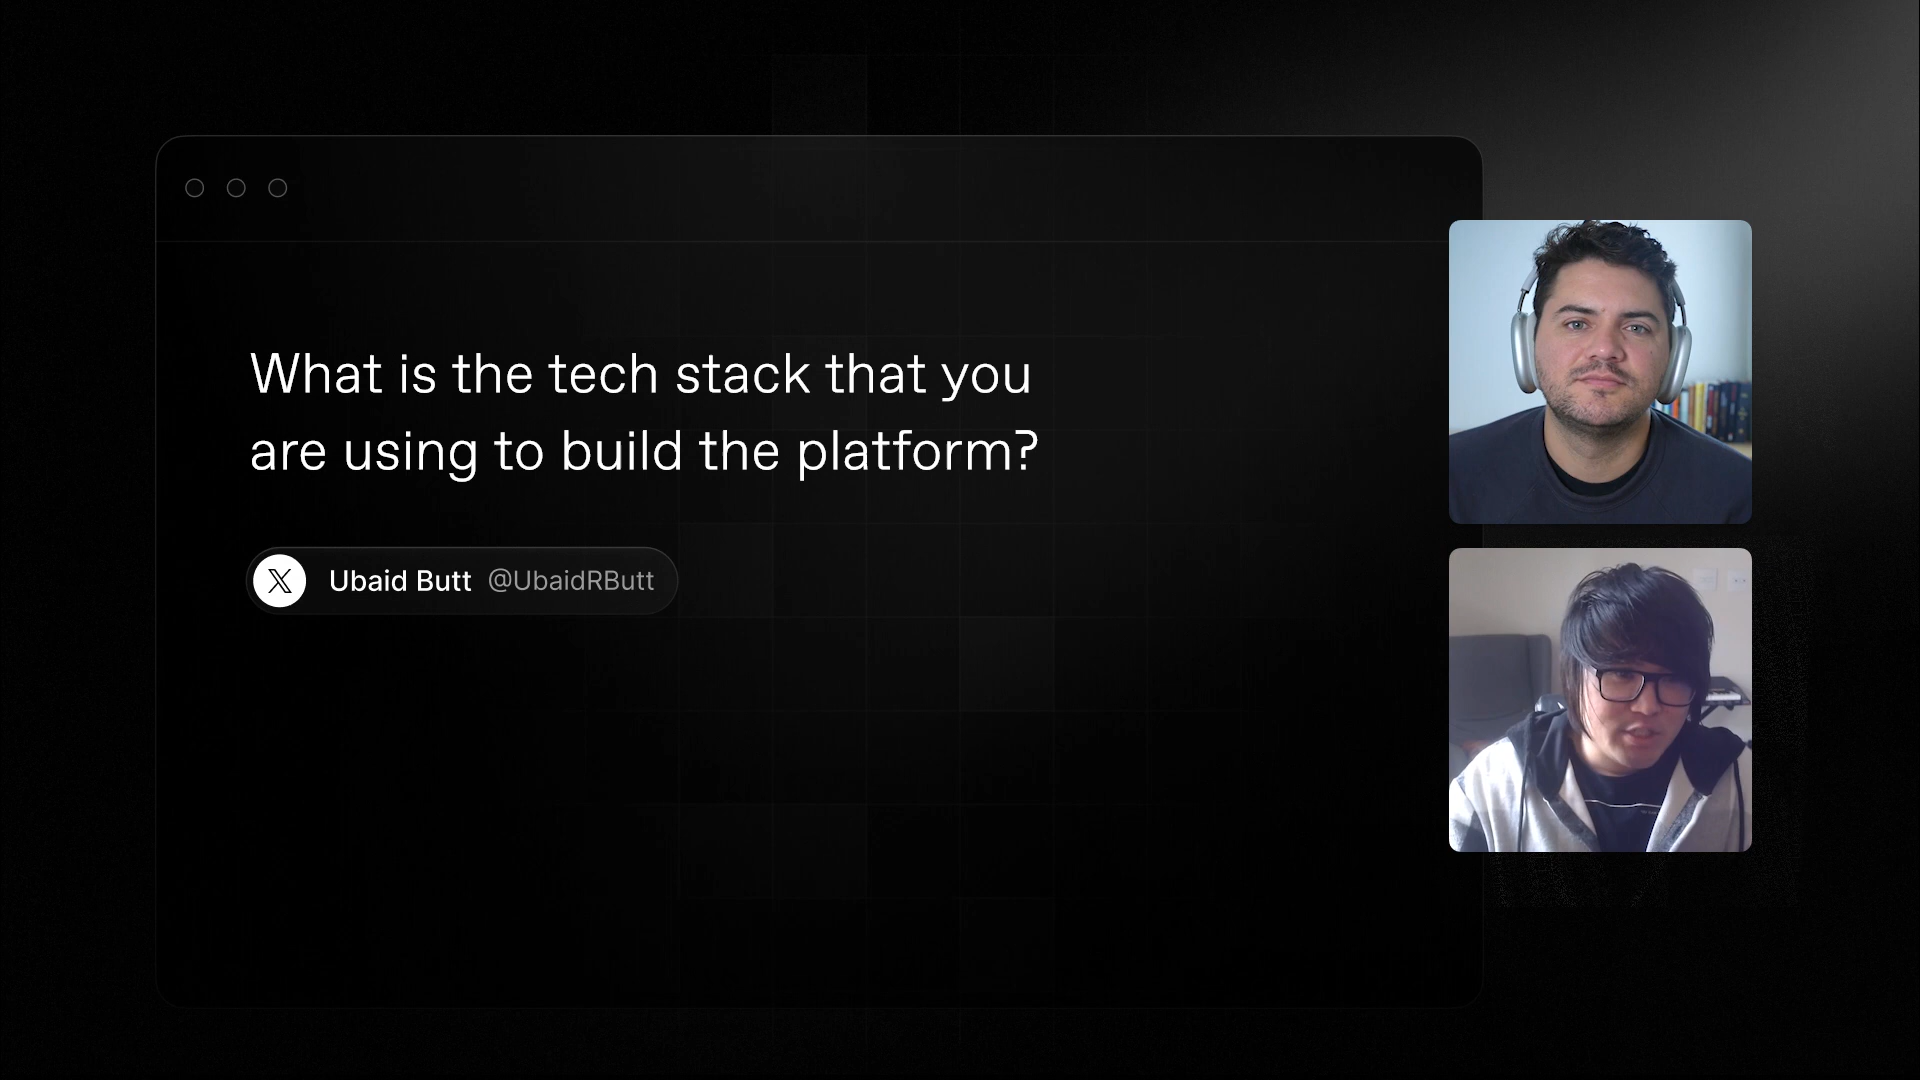 What is the tech stack that you
are using to build the platform?
Ubaid Butt @UbaidRButt